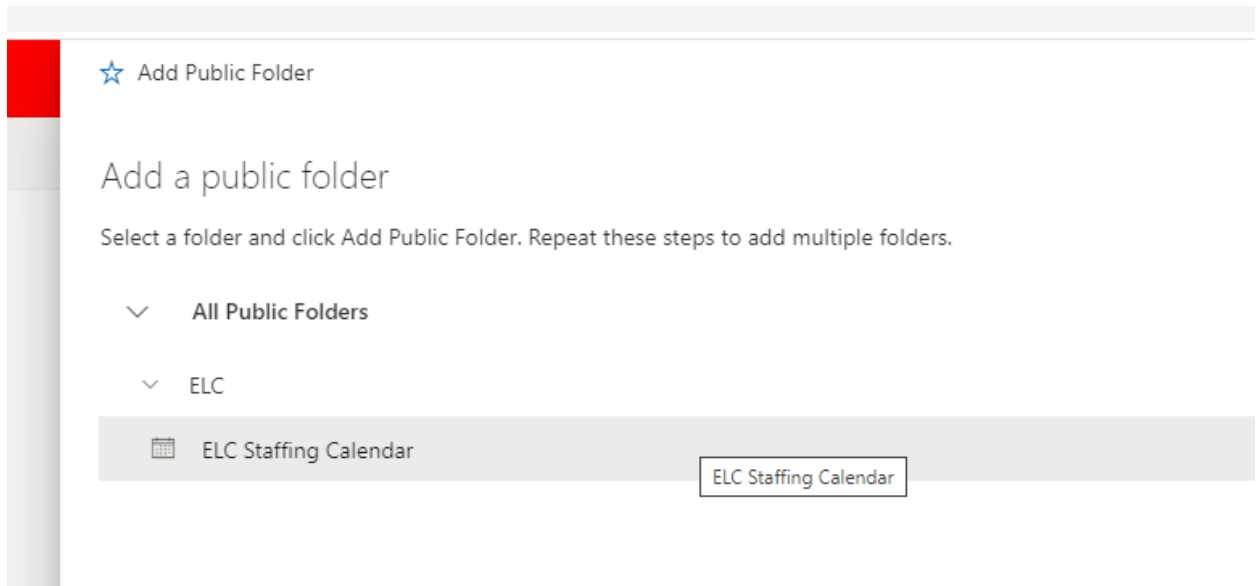 Add Public Folder
Add a public folder
Select a folder and click Add Public Folder. Repeat these steps to add multiple folders.
All Public Folders
ELC
ELC Staffing Calendar
ELC Staffing Calendar